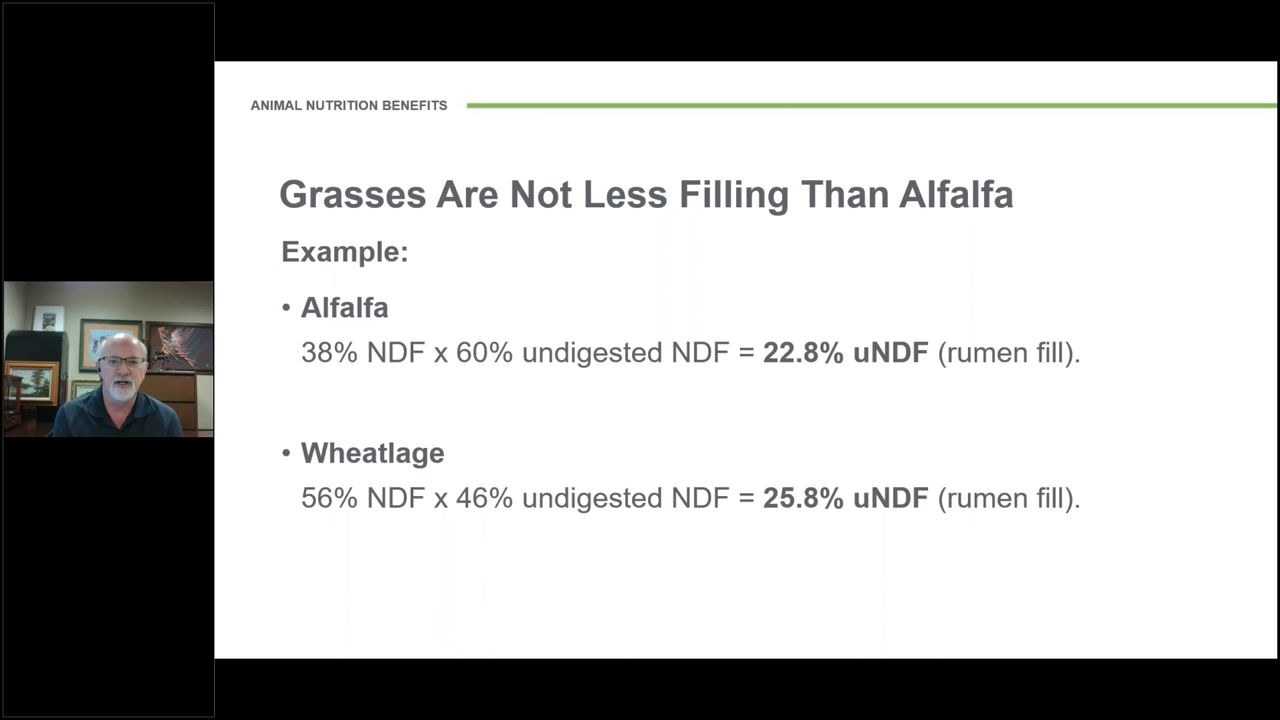 ANIMAL NUTRITION BENEFITS
Grasses Are Not Less Filling Than Alfalfa
Example:
• Alfalfa
38% NDF x 60% undigested NDF = 22.8% uNDF (rumen fill).
• Wheatlage
56% NDF x 46% undigested NDF = 25.8% uNDF (rumen fill).